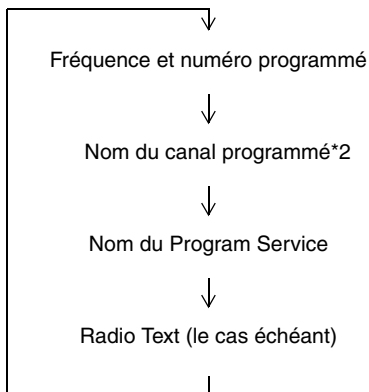 Fréquence et numéro programmé
Nom du canal programmé*2
Nom du Program Service
Radio Text (le cas échéant)